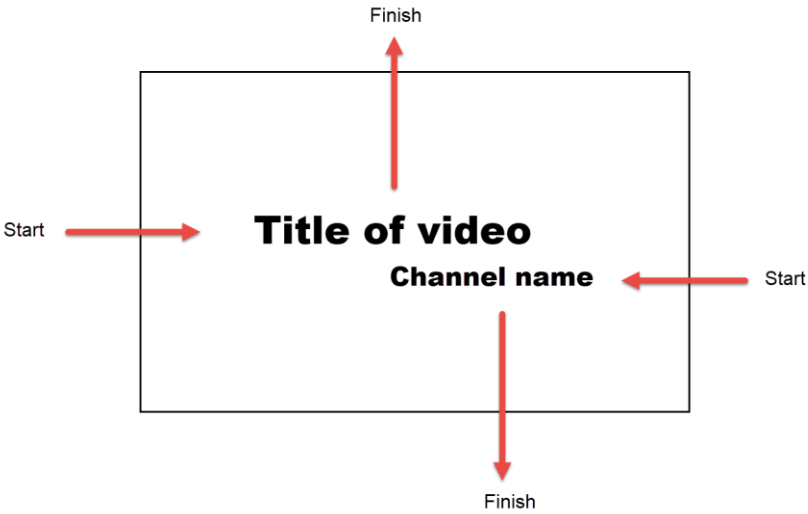 Finish
Start
Title of video
Channel name
Start
Finish